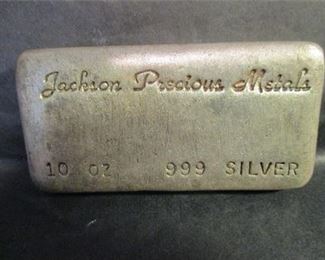 Jackson Precious Metals
10 oz 999 SILVER